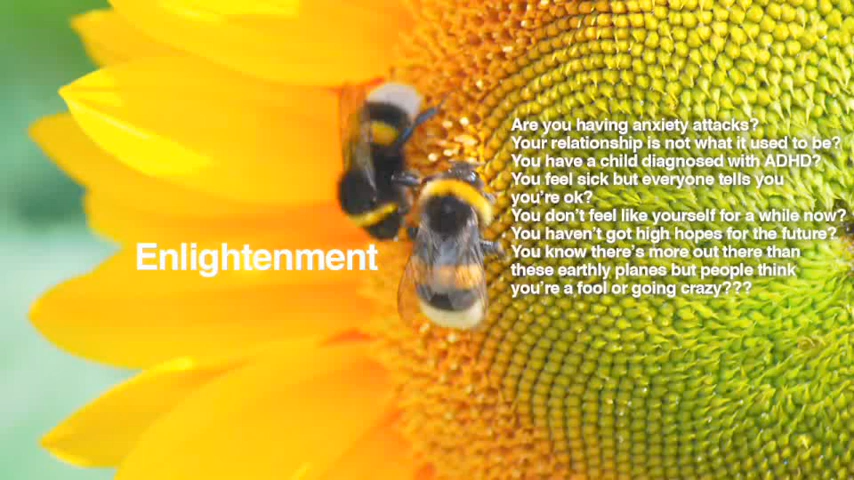 Enlightenment
Are you having anxiety attacks?
Your relationship is not what it used to be?
You have a child diagnosed with ADHD?
You feel sick but everyone tells you
you're ok?
You don't feel like yourself for a while now?
You haven't got high hopes for the future?
You know there's more out there than
these earthly planes but people think
you're a fool or going crazy???